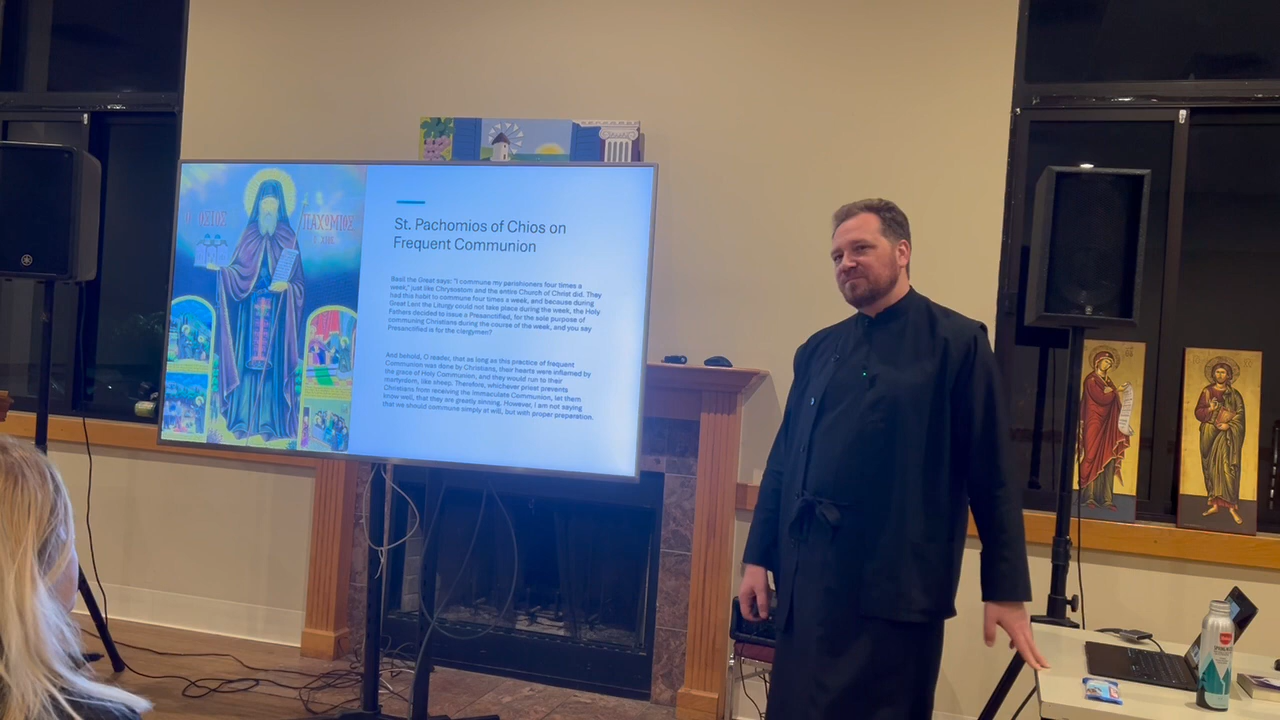 Ο ΌΣΙΟΣ
ΠΑΧΩΜΙΟΣ
St. Pachomios of Chios on
Frequent Communion
Basil the Great says: "I commune my parishioners four times a
week," just like Chrysostom and the entire Church of Christ did. They
had this habit to commune four times a week, and because during
Great Lent the Liturgy could not take place during the week, the Holy
Fathers decided to issue a Presanctified, for the sole purpose of
communing Christians during the course of the week, and you say
Presanctified is for the clergymen?
And behold, O reader, that as long as this practice of frequent
Communion was done by Christians, their hearts were inflamed by
the grace of Holy Communion, and they would run to their
martyrdom, like sheep. Therefore, whichever priest prevents
Christians from receiving the Immaculate Communion, let them
know well, that they are greatly sinning. However, I am not saying
that we should commune simply at will, but with proper preparation.